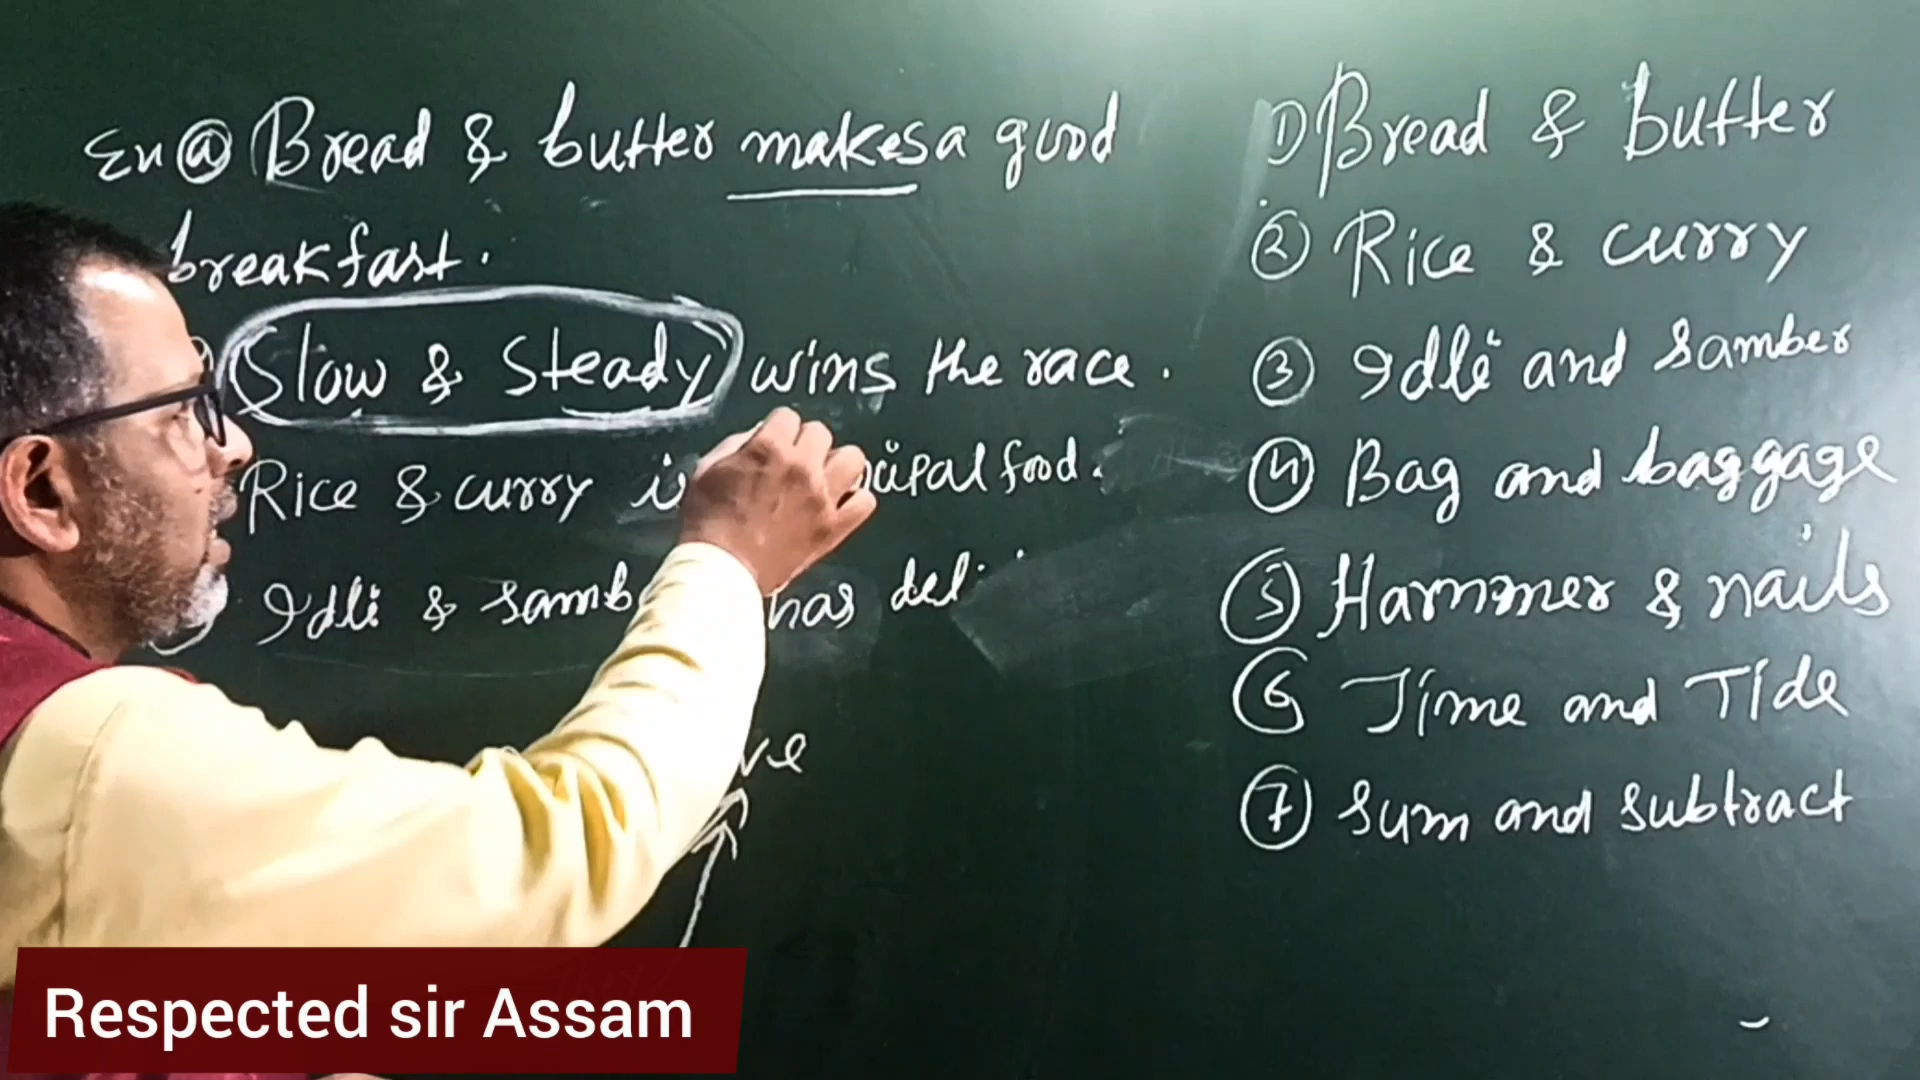 Ex @ Bread & butter makes a good
breakfast.
Slow & Steady wins the race.
Rice & curry food.
Idli & has
1) Bread & butter
2) Rice & curry
3) Idli and samber
4) Bag and baggage
5) Hammer & nails
6) Time and Tide
7) Sum and subtract
Respected sir Assam